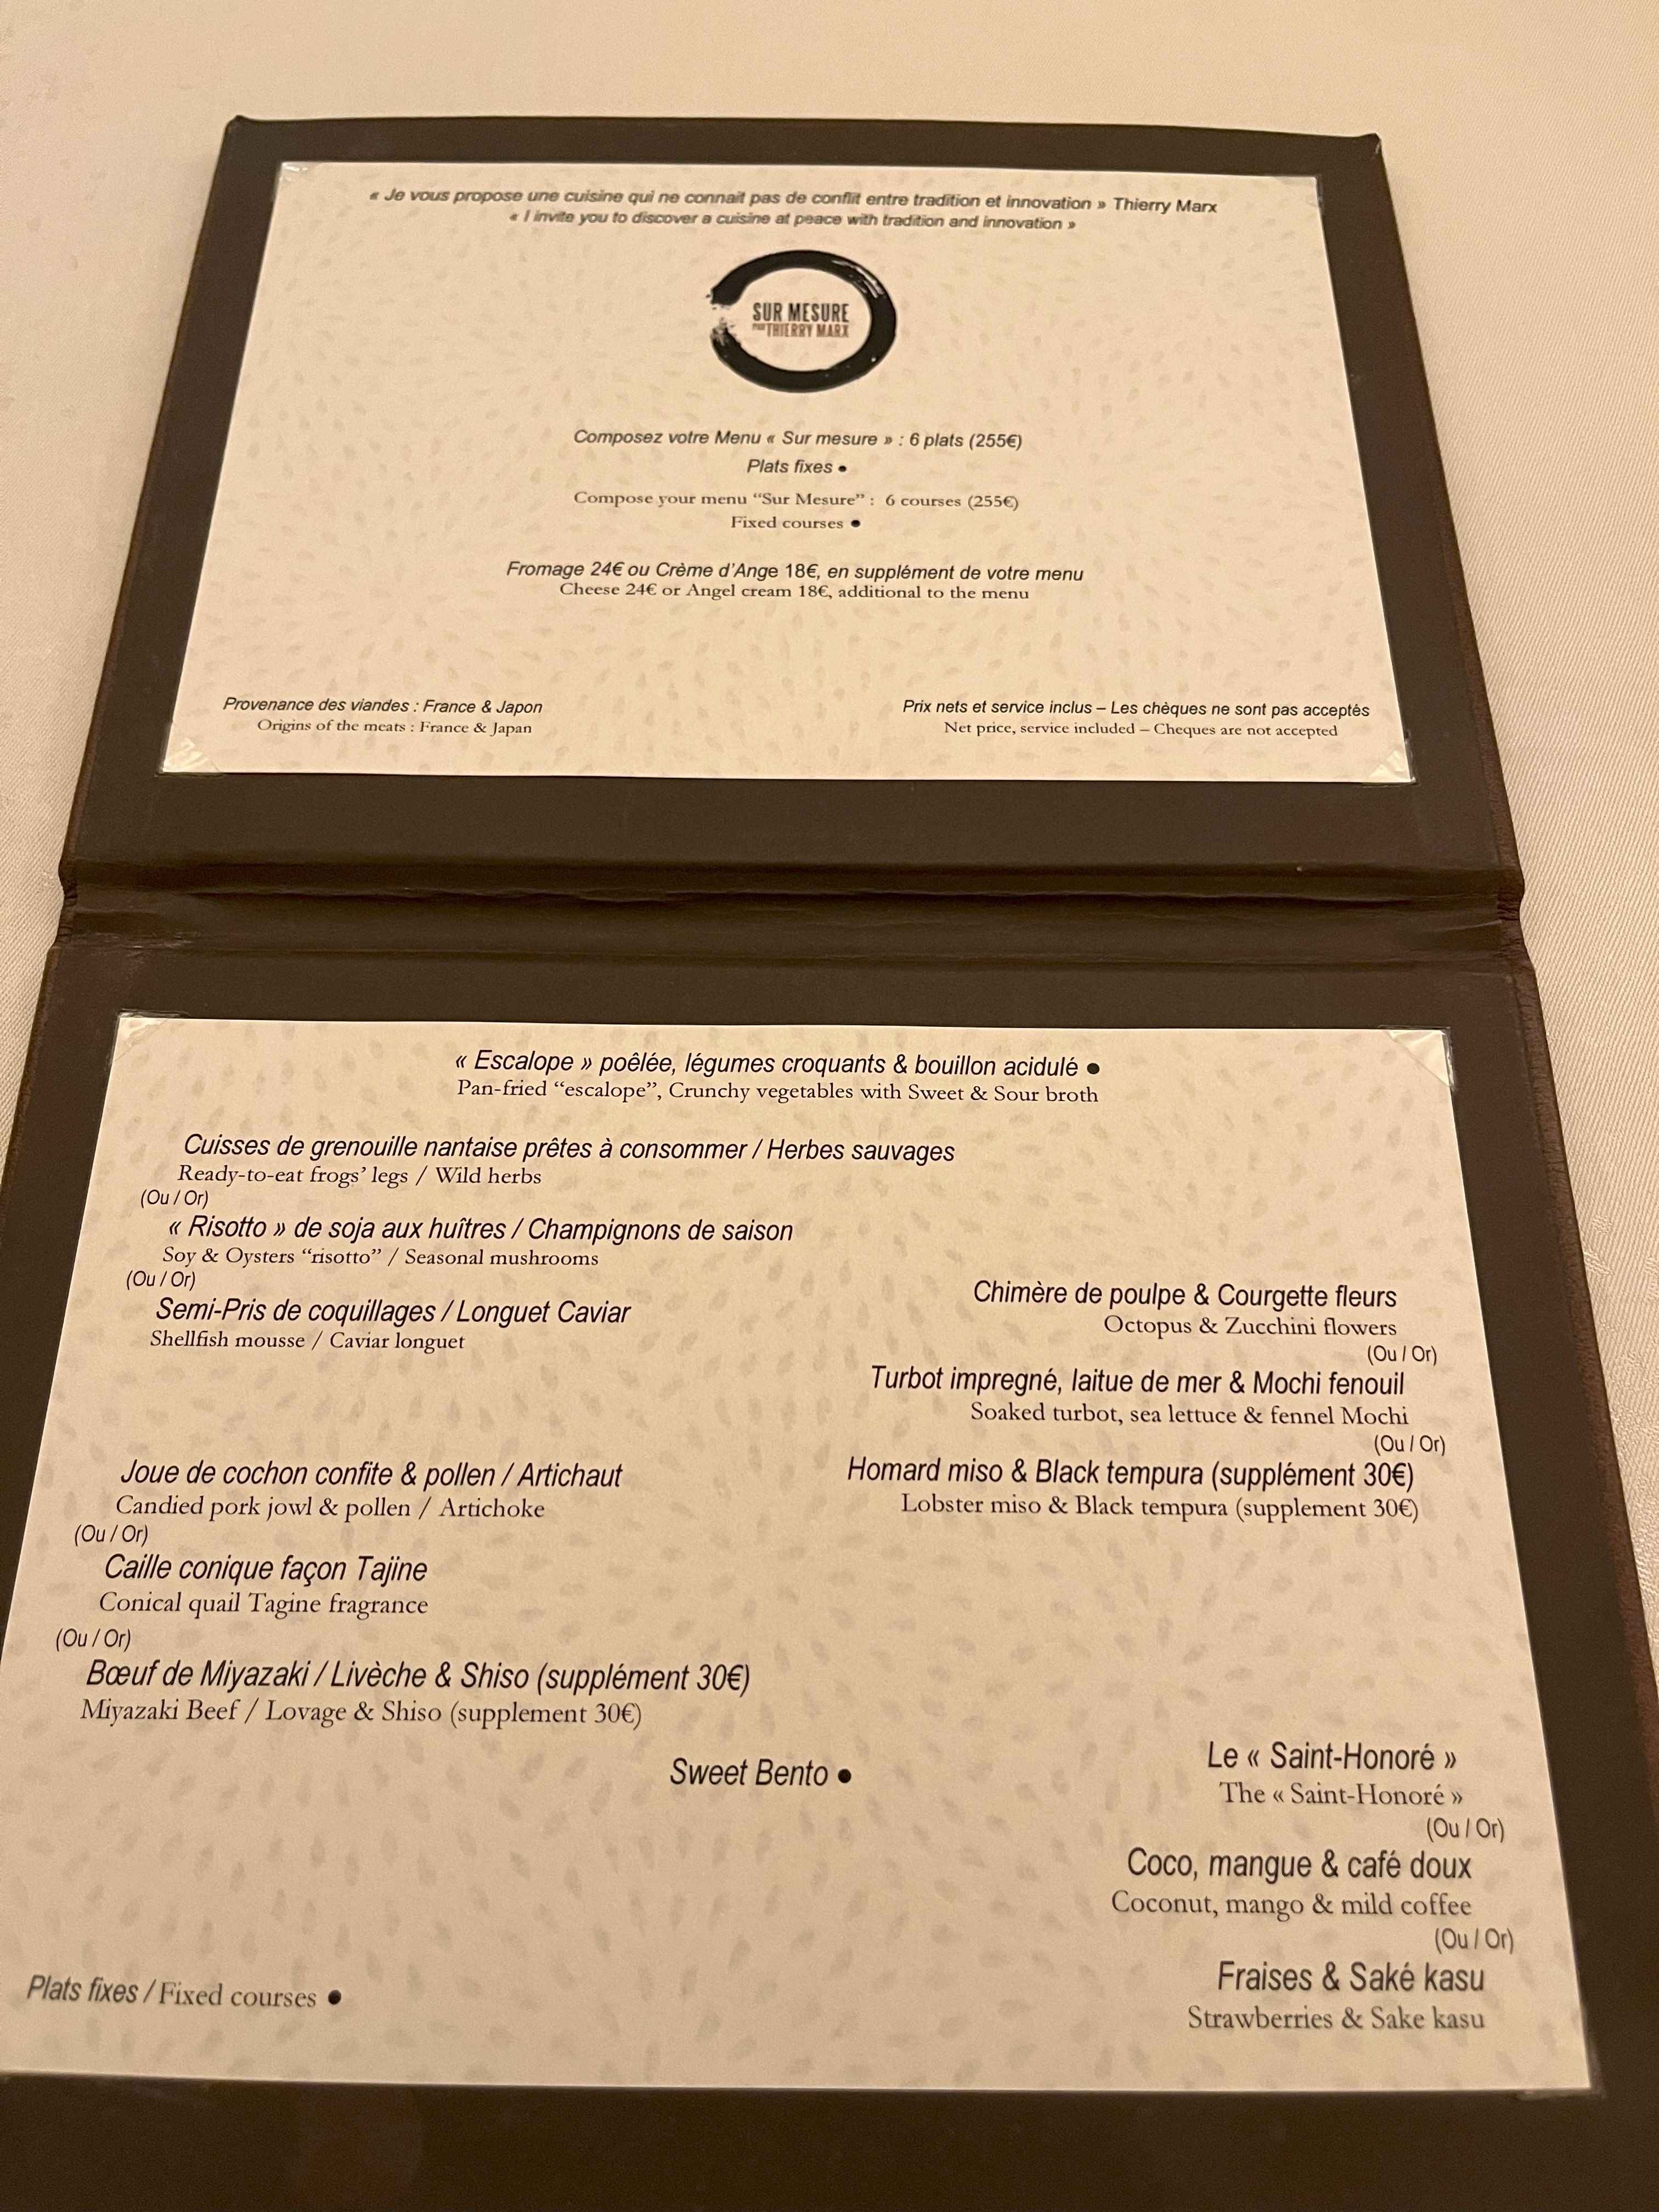 « Je vous propose une cuisine qui ne connait pas de conflit entre tradition et innovation » Thierry Marx
« I invite you to discover a cuisine at peace with tradition and innovation »
SUR MESURE
PAR THIERRY MARX
Composez votre Menu « Sur mesure » : 6 plats (255€)
Plats fixes ●
Compose your menu “Sur Mesure” : 6 courses (255€)
Fixed courses ●
Fromage 24€ ou Crème d’Ange 18€, en supplément de votre menu
Cheese 24€ or Angel cream 18€, additional to the menu
Provenance des viandes : France & Japon
Origins of the meats : France & Japan
Prix nets et service inclus – Les chèques ne sont pas acceptés
Net price, service included – Cheques are not accepted
« Escalope » poêlée, légumes croquants & bouillon acidulé ●
Pan-fried “escalope”, Crunchy vegetables with Sweet & Sour broth
Cuisses de grenouille nantaise prêtes à consommer / Herbes sauvages
Ready-to-eat frogs’ legs / Wild herbs
(Ou / Or)
« Risotto » de soja aux huîtres / Champignons de saison
Soy & Oysters “risotto” / Seasonal mushrooms
(Ou / Or)
Semi-Pris de coquillages / Longuet Caviar
Shellfish mousse / Caviar longuet
Chimère de poulpe & Courgette fleurs
Octopus & Zucchini flowers
(Ou / Or)
Turbot impregné, laitue de mer & Mochi fenouil
Soaked turbot, sea lettuce & fennel Mochi
(Ou / Or)
Homard miso & Black tempura (supplément 30€)
Lobster miso & Black tempura (supplement 30€)
Joue de cochon confite & pollen / Artichaut
Candied pork jowl & pollen / Artichoke
(Ou / Or)
Caille conique façon Tajine
Conical quail Tagine fragrance
(Ou / Or)
Bœuf de Miyazaki / Livèche & Shiso (supplément 30€)
Miyazaki Beef / Lovage & Shiso (supplement 30€)
Sweet Bento ●
Le « Saint-Honoré »
The « Saint-Honoré »
(Ou / Or)
Coco, mangue & café doux
Coconut, mango & mild coffee
(Ou / Or)
Fraises & Saké kasu
Strawberries & Sake kasu
Plats fixes / Fixed courses ●